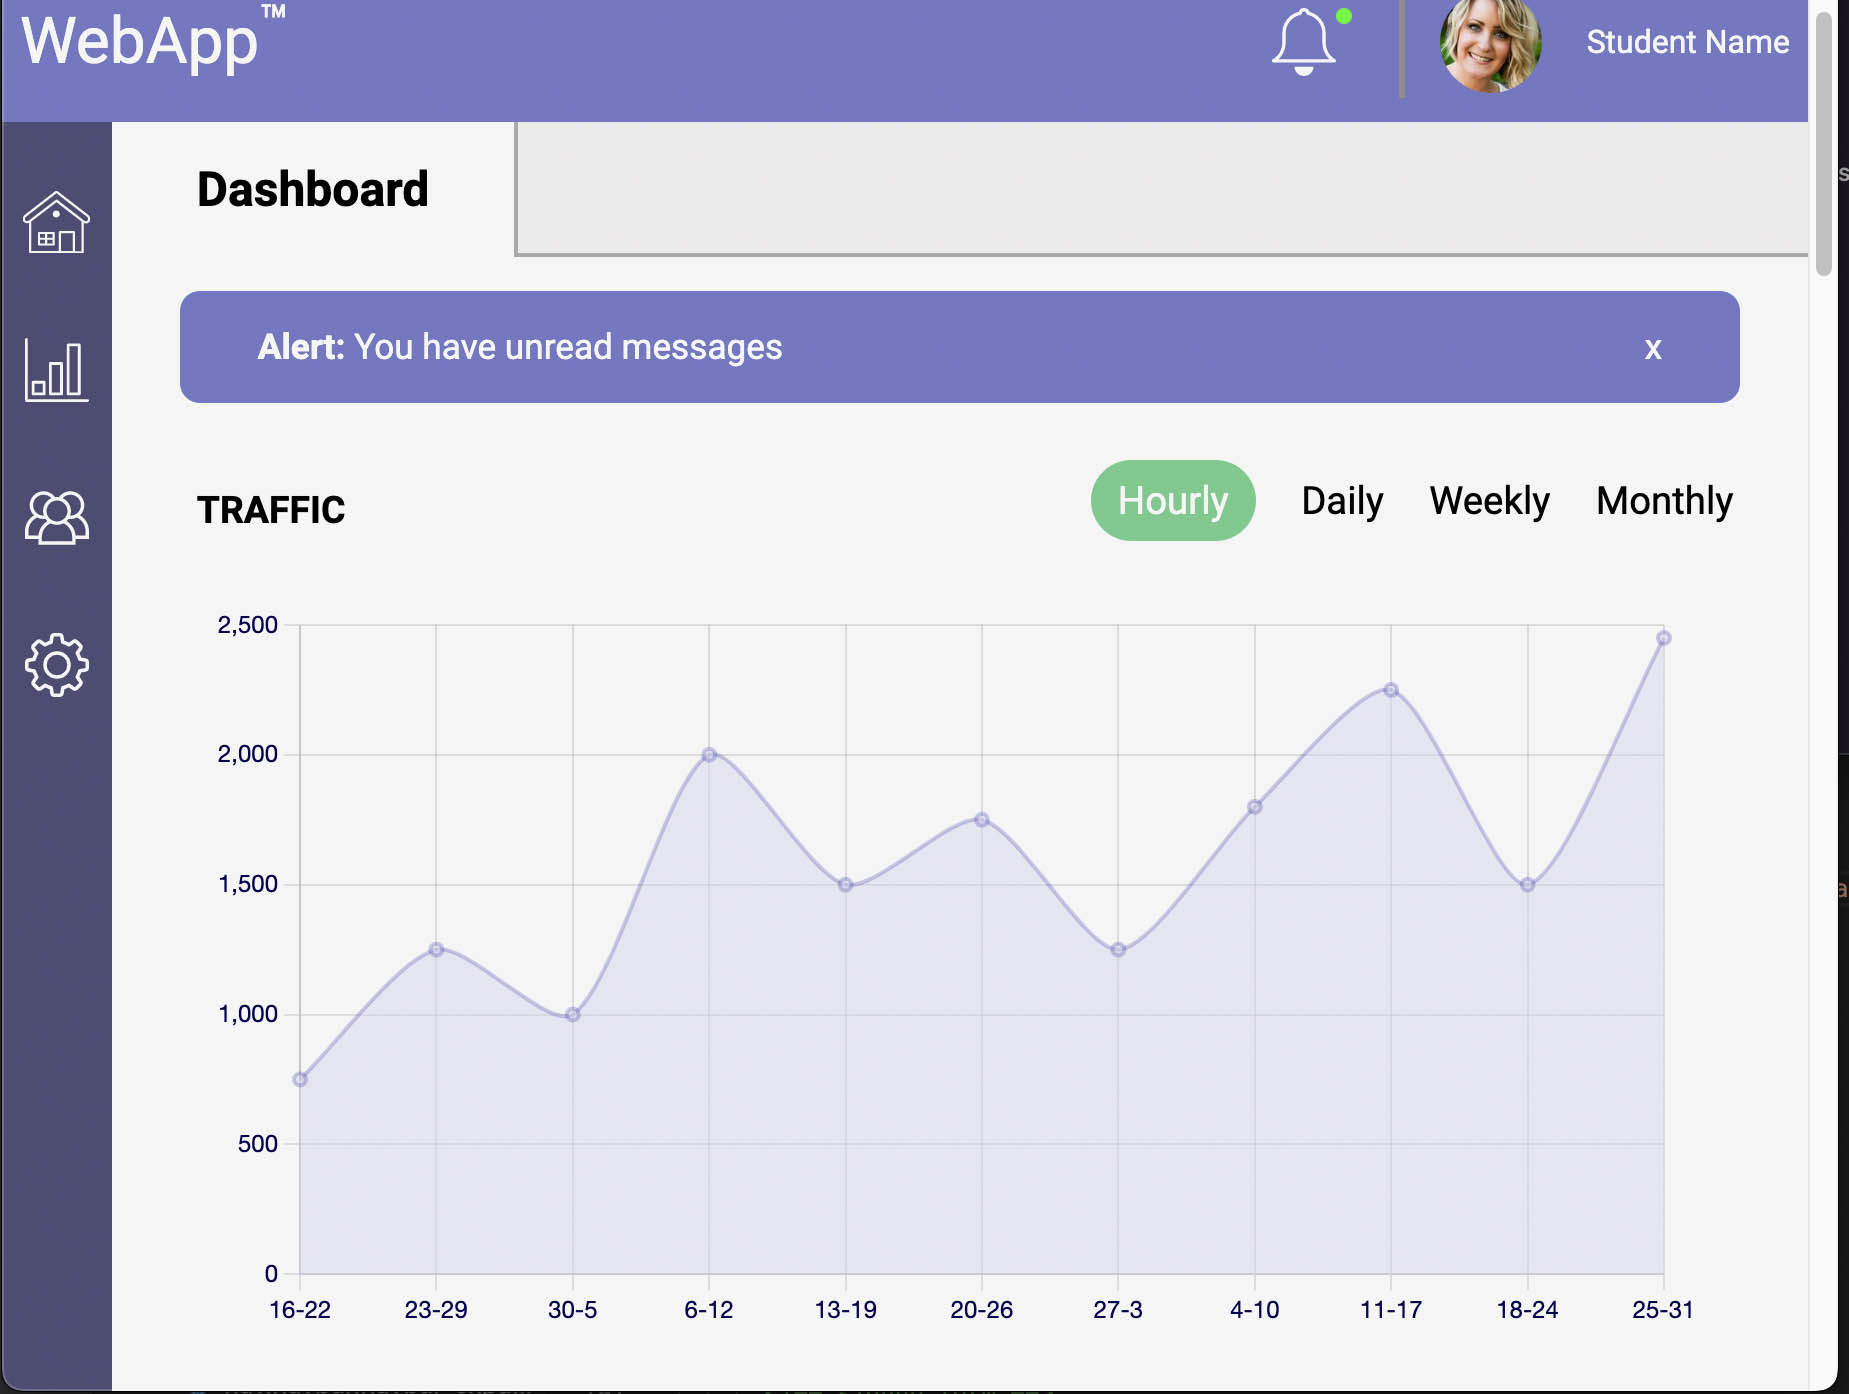 WebApp™
Student Name
Dashboard
Alert: You have unread messages x
TRAFFIC
Hourly Daily Weekly Monthly
2,500
2,000
1,500
1,000
500
0
16-22 23-29 30-5 6-12 13-19 20-26 27-3 4-10 11-17 18-24 25-31